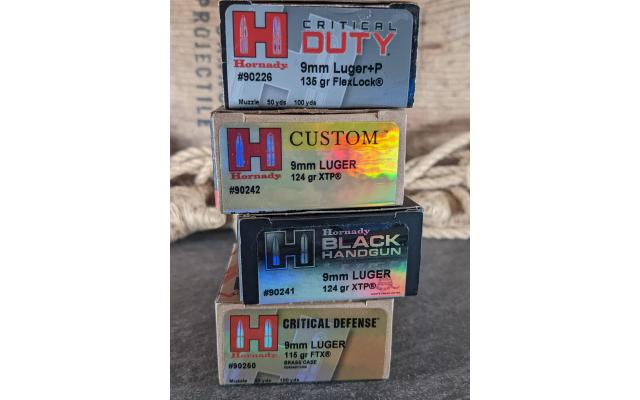 PROJECTILE
CRITICAL
DUTY
H
Hornady
9mm Luger+P
#90226
135 gr FlexLock®
Muzzle 50 yds 100 yds
CUSTOM™
H
9mm LUGER
Hornady
124 gr XTP®
#90242
Hornady
BLACK
H
HANDGUN
9mm LUGER
#90241
124 gr XTP®
H
CRITICAL DEFENSE®
9mm LUGER
Hornady
115 gr FTX®
BRASS CASE
#90250
Muzzle 50 yds 100 yds